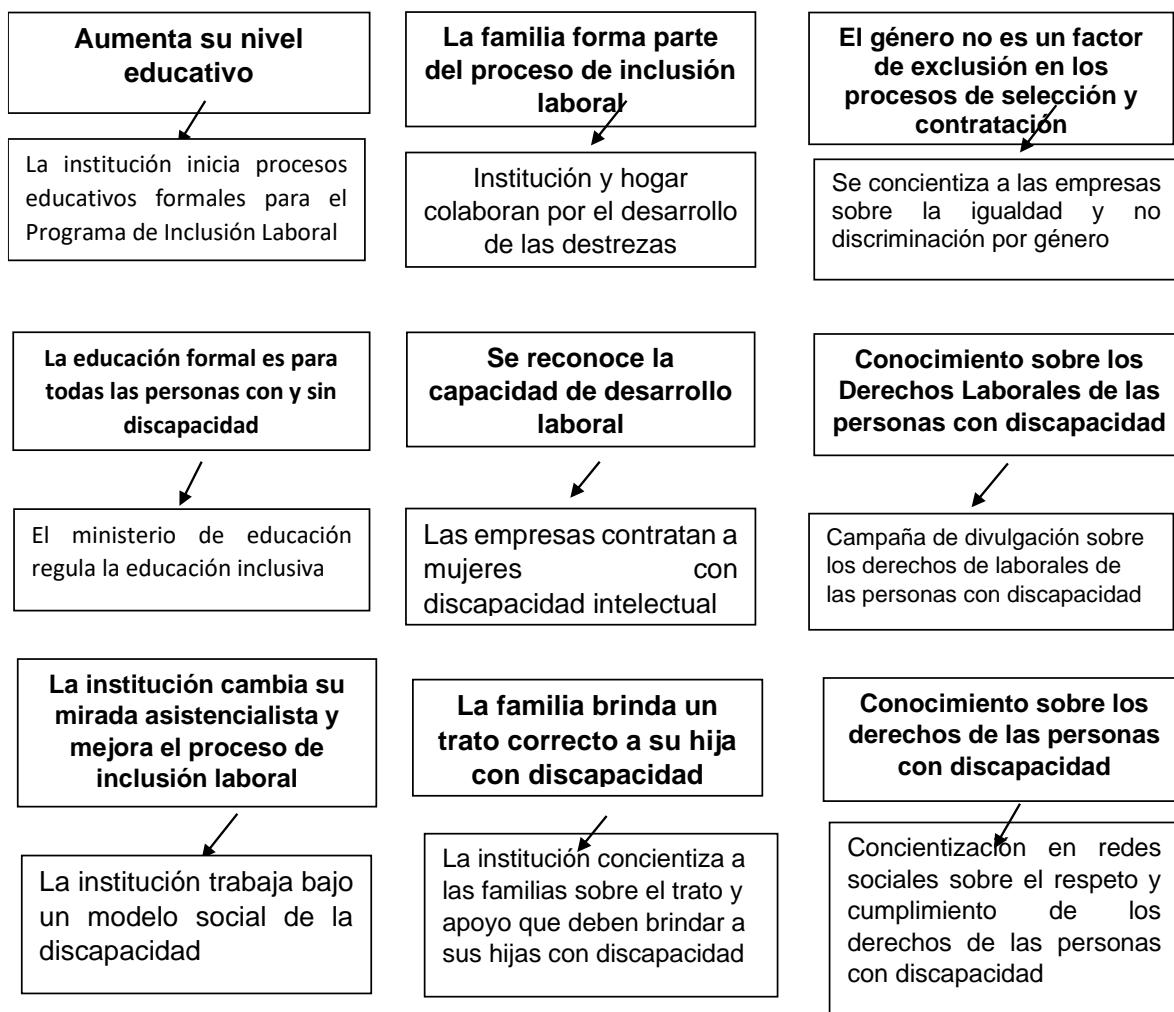 Aumenta su nivel
educativo
La institución inicia procesos
educativos formales para el
Programa de Inclusión Laboral
La familia forma parte
del proceso de inclusión
laboral
Institución y hogar
colaboran por el desarrollo
de las destrezas
El género no es un factor
de exclusión en los
procesos de selección y
contratación
Se concientiza a las empresas
sobre la igualdad y no
discriminación por género
La educación formal es para
todas las personas con y sin
discapacidad
El ministerio de educación
regula la educación inclusiva
Se reconoce la
capacidad de desarrollo
laboral
Las empresas contratan a
mujeres con
discapacidad intelectual
Conocimiento sobre los
Derechos Laborales de las
personas con discapacidad
Campaña de divulgación sobre
los derechos de laborales de
las personas con discapacidad
La institución cambia su
mirada asistencialista y
mejora el proceso de
inclusión laboral
La institución trabaja bajo
un modelo social de la
discapacidad
La familia brinda un
trato correcto a su hija
con discapacidad
La institución concientiza a
las familias sobre el trato y
apoyo que deben brindar a
sus hijas con discapacidad
Conocimiento sobre los
derechos de las personas
con discapacidad
Concientización en redes
sociales sobre el respeto y
cumplimiento de los
derechos de las personas
con discapacidad